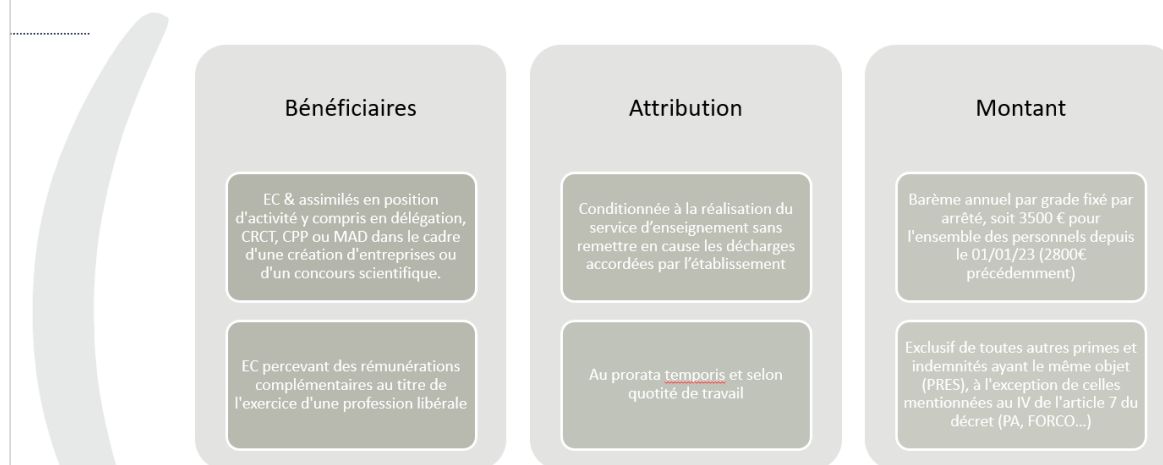 Bénéficiaires
EC & assimilés en position
d'activité y compris en délégation,
CRCT, CPP ou MAD dans le cadre
d'une création d'entreprises ou
d'un concours scientifique.
EC percevant des rémunérations
complémentaires au titre de
l'exercice d'une profession libérale
Attribution
Conditionnée à la réalisation du
service d’enseignement sans
remettre en cause les décharges
accordées par l’établissement
Au prorata temporis et selon
quotité de travail
Montant
Barème annuel par grade fixé par
arrêté, soit 3500 € pour
l'ensemble des personnels depuis
le 01/01/23 (2800€
précédemment)
Exclusif de toutes autres primes et
indemnités ayant le même objet
(PRES), à l'exception de celles
mentionnées au IV de l'article 7 du
décret (PA, FORCO...)